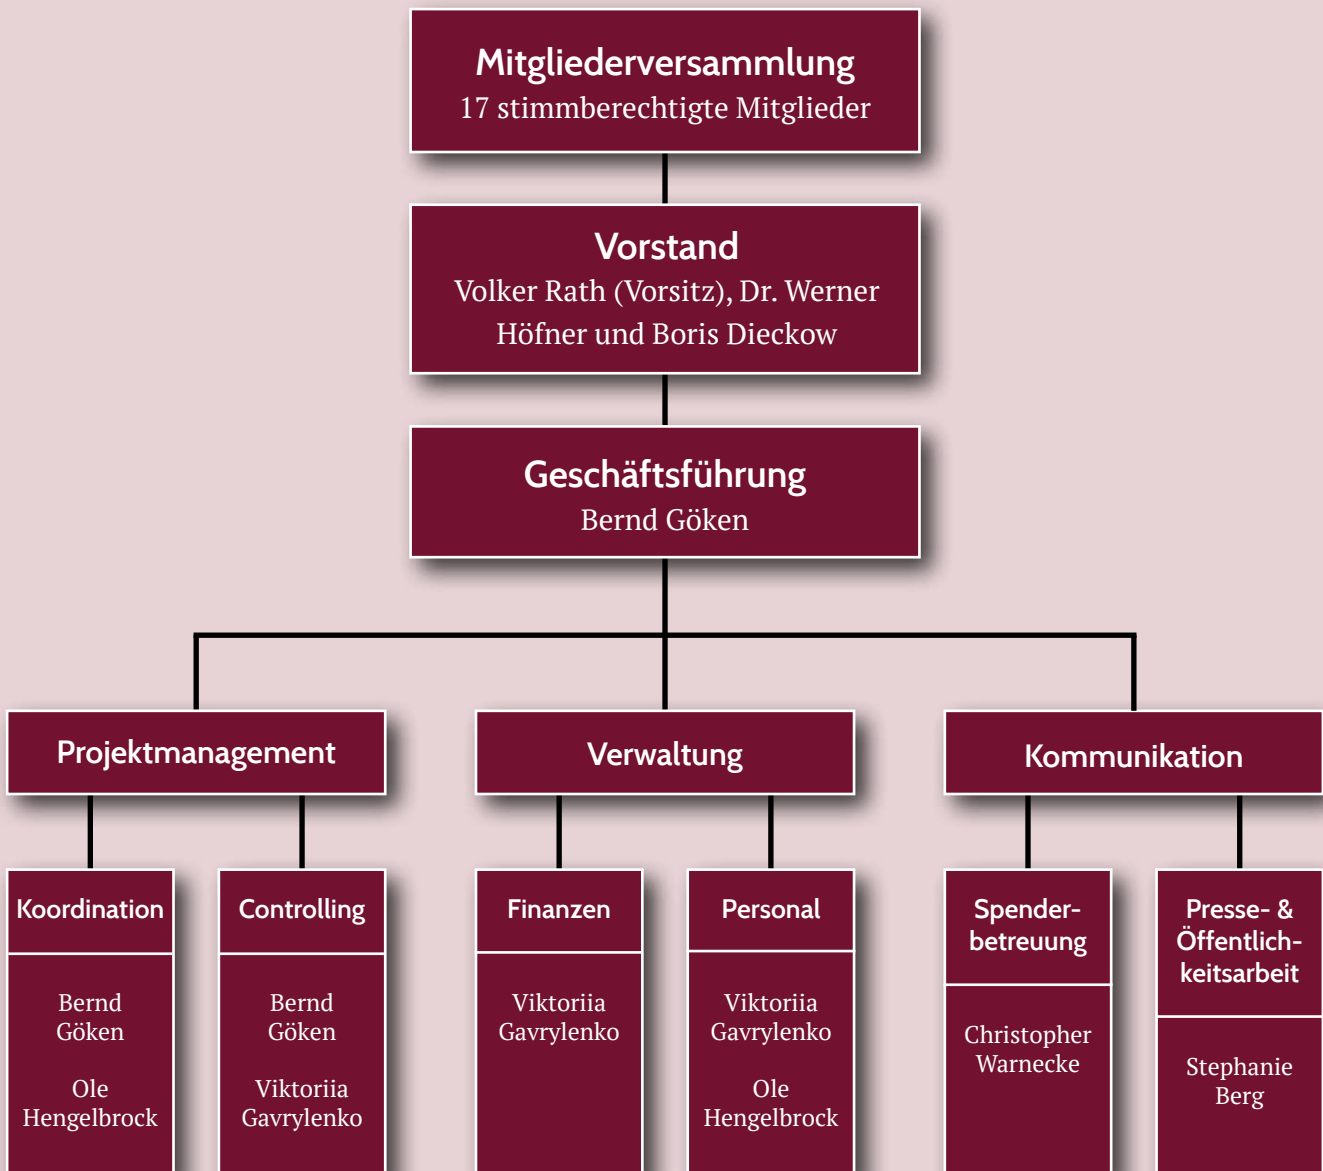 Mitgliederversammlung
17 stimmberechtigte Mitglieder
Vorstand
Volker Rath (Vorsitz), Dr. Werner
Höfner und Boris Dieckow
Geschäftsführung
Bernd Göken
Projektmanagement
Verwaltung
Kommunikation
Koordination
Bernd
Göken
Ole
Hengelbrock
Controlling
Bernd
Göken
Viktoriia
Gavrylenko
Finanzen
Viktoriia
Gavrylenko
Personal
Viktoriia
Gavrylenko
Ole
Hengelbrock
Spender-
betreuung
Christopher
Warnecke
Presse- &
Öffentlich-
keitsarbeit
Stephanie
Berg